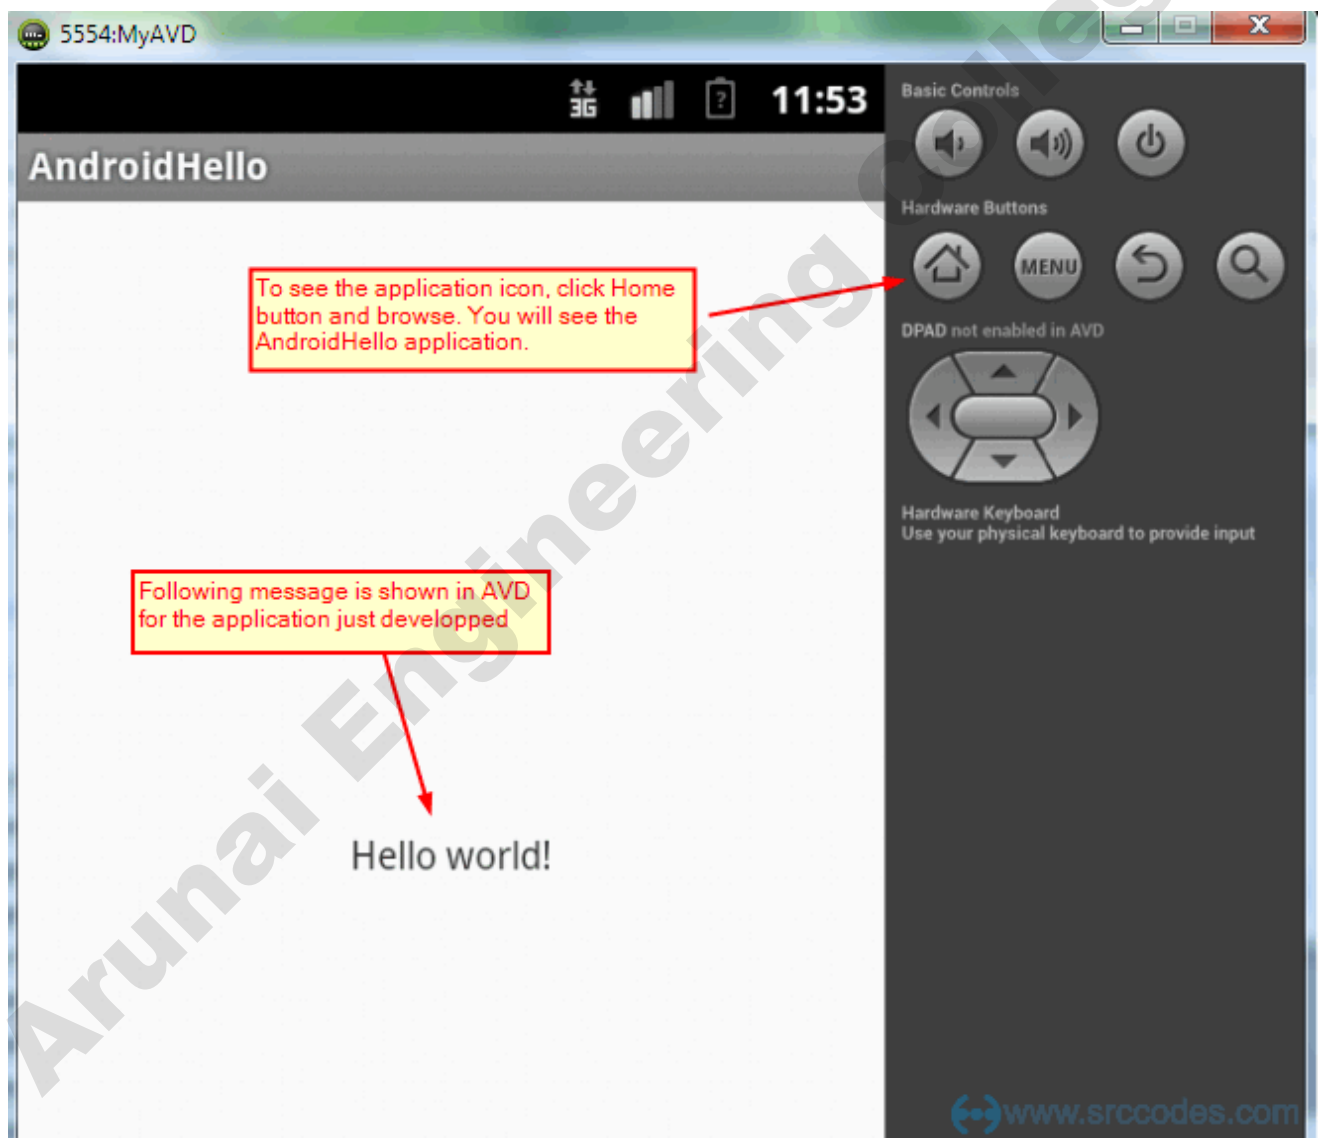 5554:MyAVD
3G
?
11:53
AndroidHello
To see the application icon, click Home
button and browse. You will see the
AndroidHello application.
Following message is shown in AVD
for the application just developped
Hello world!
Basic Controls
Hardware Buttons
MENU
DPAD not enabled in AVD
Hardware Keyboard
Use your physical keyboard to provide input
www.srccodes.com
Arunai Engineering Colleg